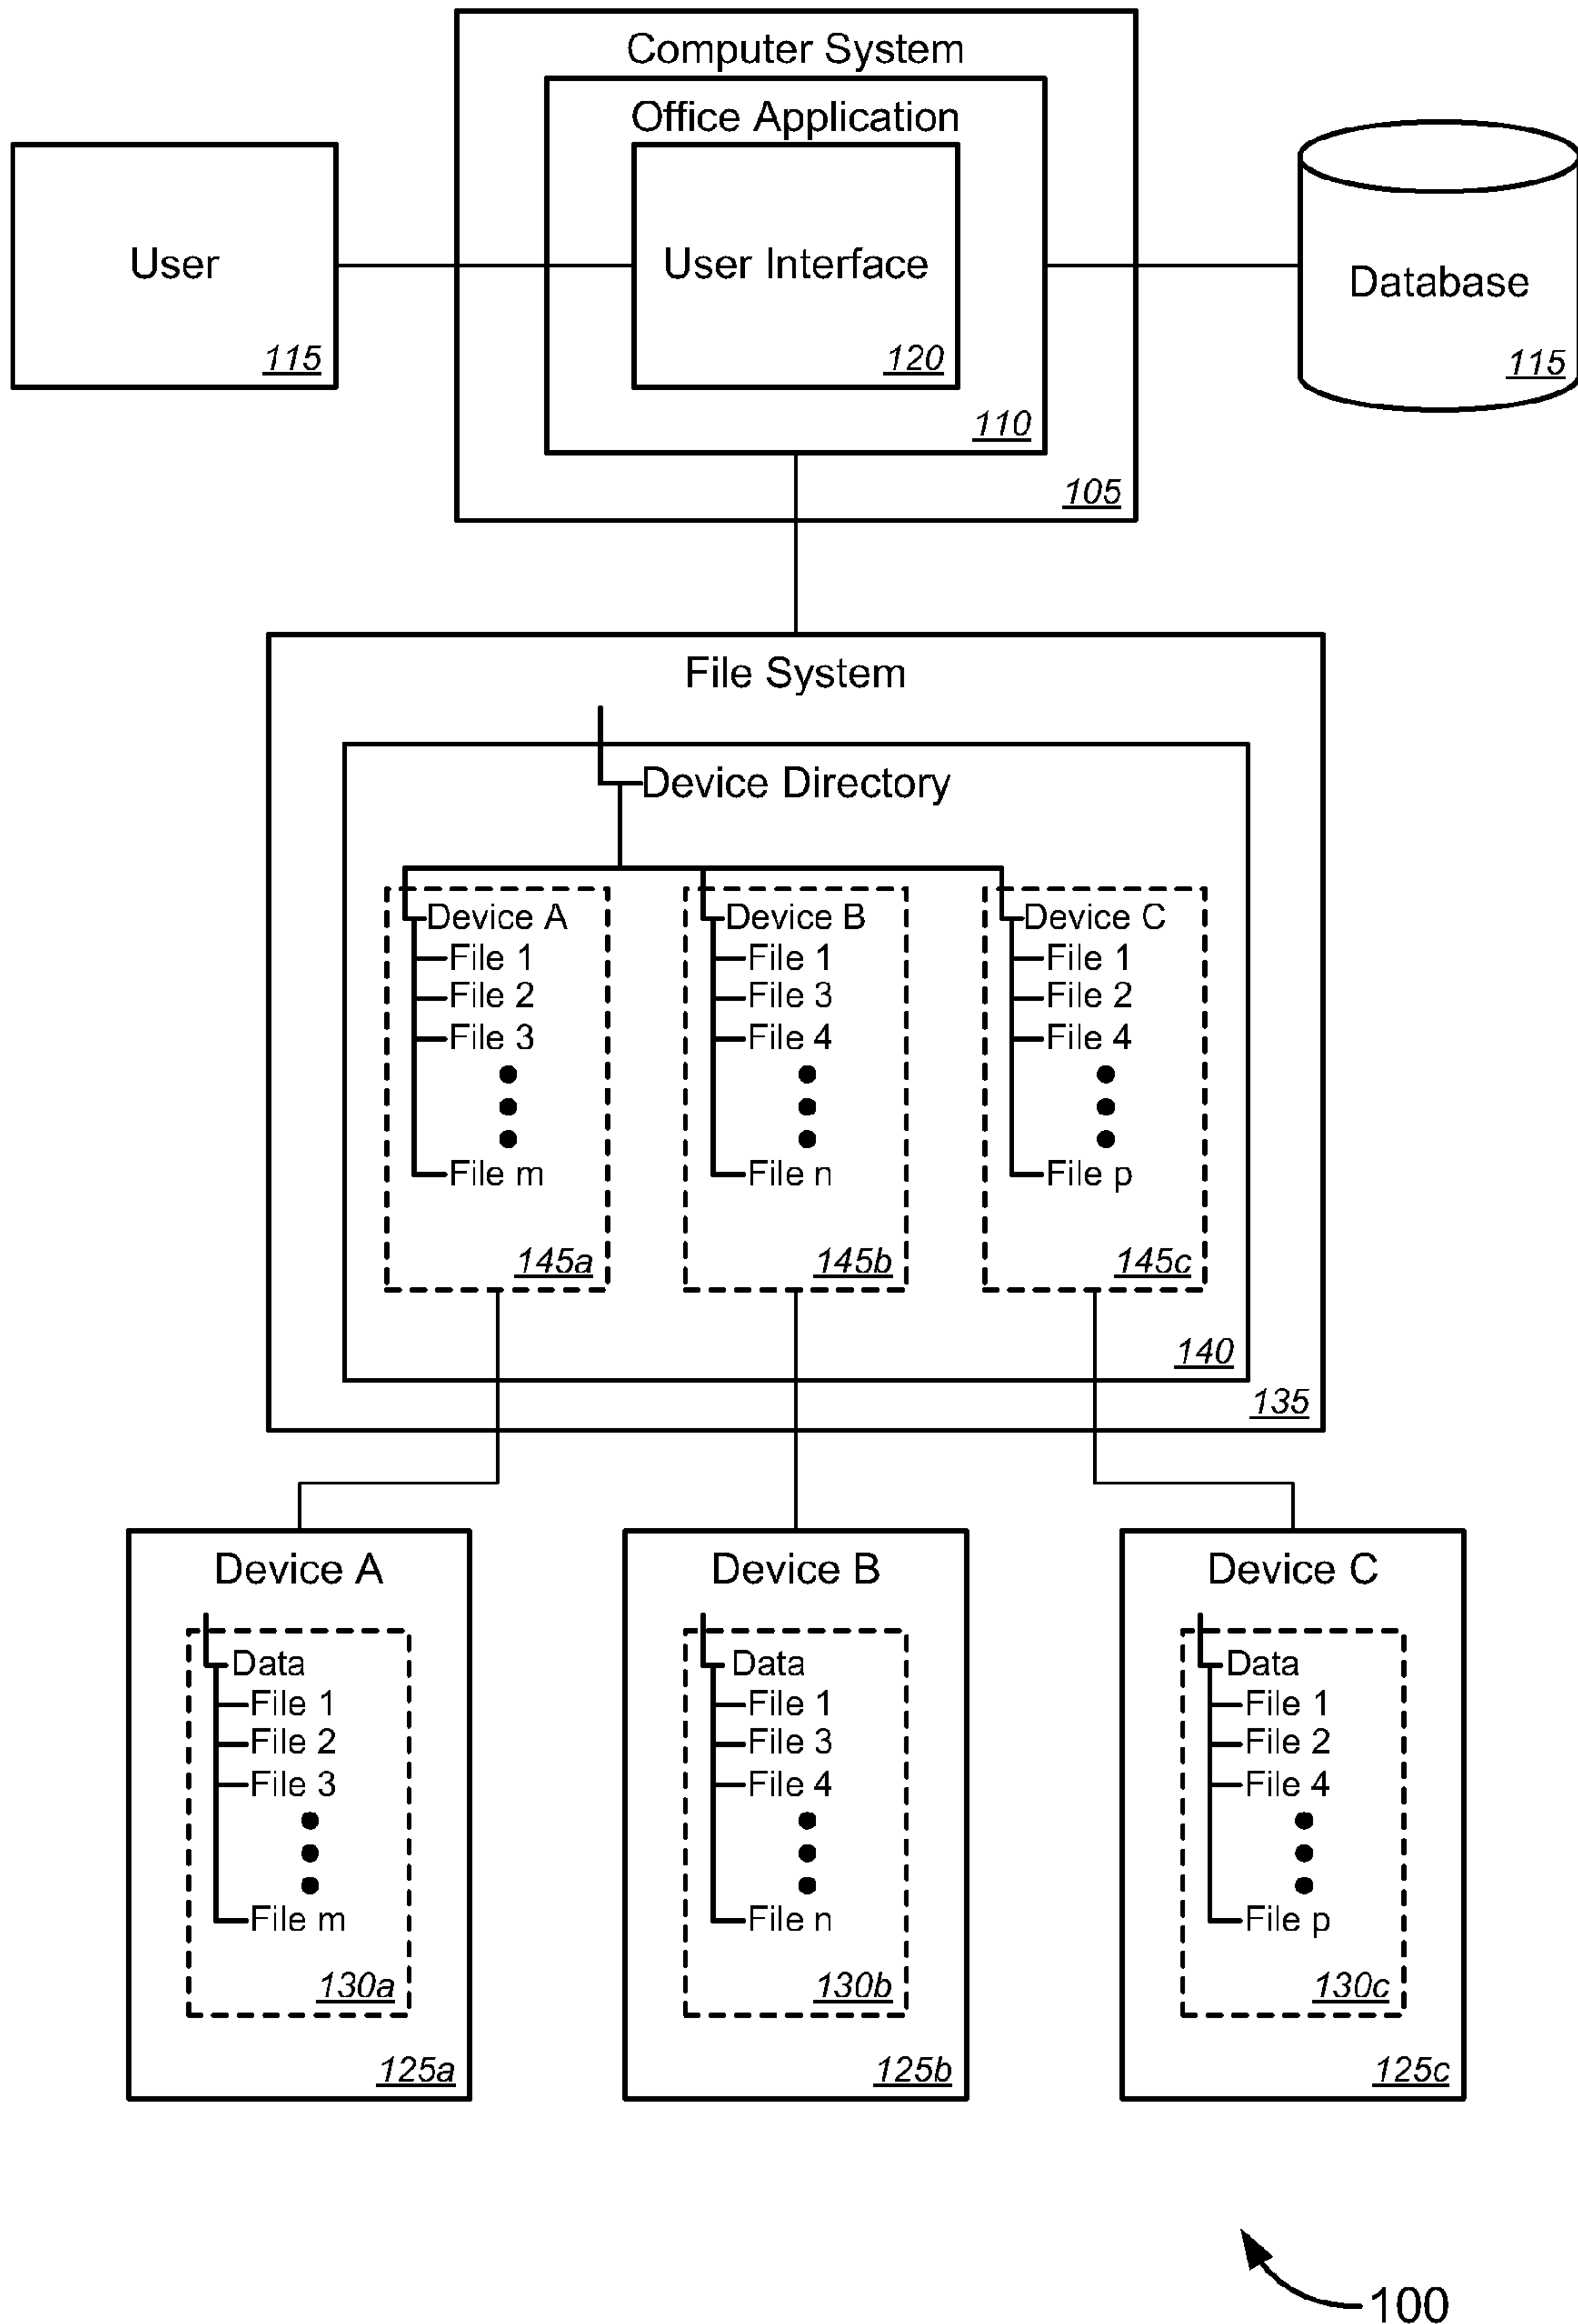 Computer System
Office Application
User
User Interface
Database
115
120
115
110
105
File System
Device Directory
Device A
File 1
File 2
File 3
File m
145a
Device B
File 1
File 3
File 4
File n
145b
Device C
File 1
File 2
File 4
File p
145c
140
135
Device A
Data
File 1
File 2
File 3
File m
130a
125a
Device B
Data
File 1
File 3
File 4
File n
130b
125b
Device C
Data
File 1
File 2
File 4
File p
130c
125c
100